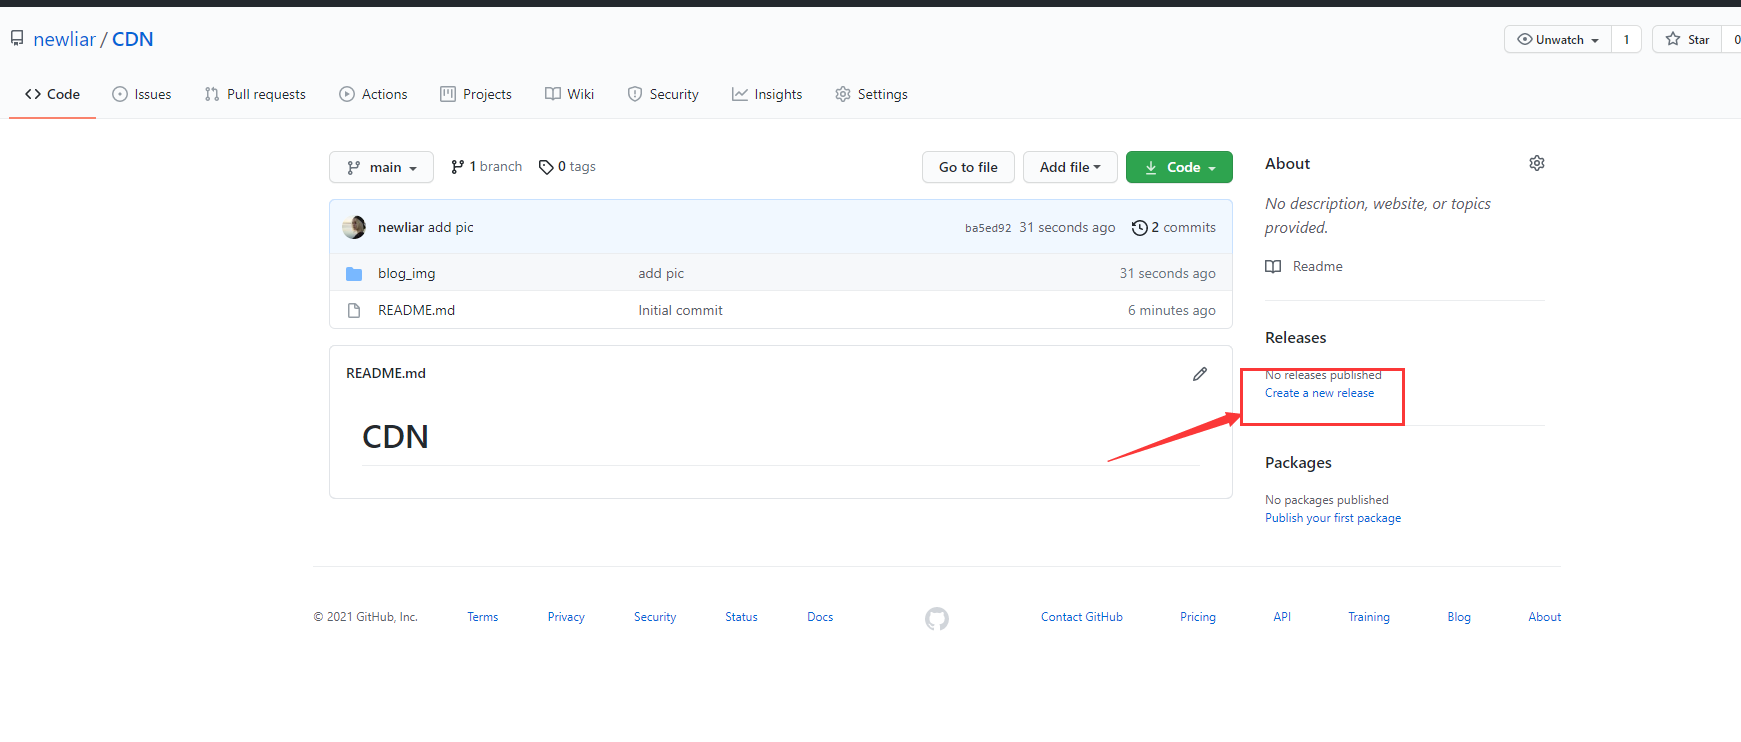 newliar / CDN
Unwatch 1 Star 0
Code Issues Pull requests Actions Projects Wiki Security Insights Settings
main 1 branch 0 tags Go to file Add file Code
newliar add pic ba5ed92 31 seconds ago 2 commits
blog_img add pic 31 seconds ago
README.md Initial commit 6 minutes ago
README.md
CDN
About
No description, website, or topics
provided.
Readme
Releases
No releases published
Create a new release
Packages
No packages published
Publish your first package
© 2021 GitHub, Inc. Terms Privacy Security Status Docs Contact GitHub Pricing API Training Blog About